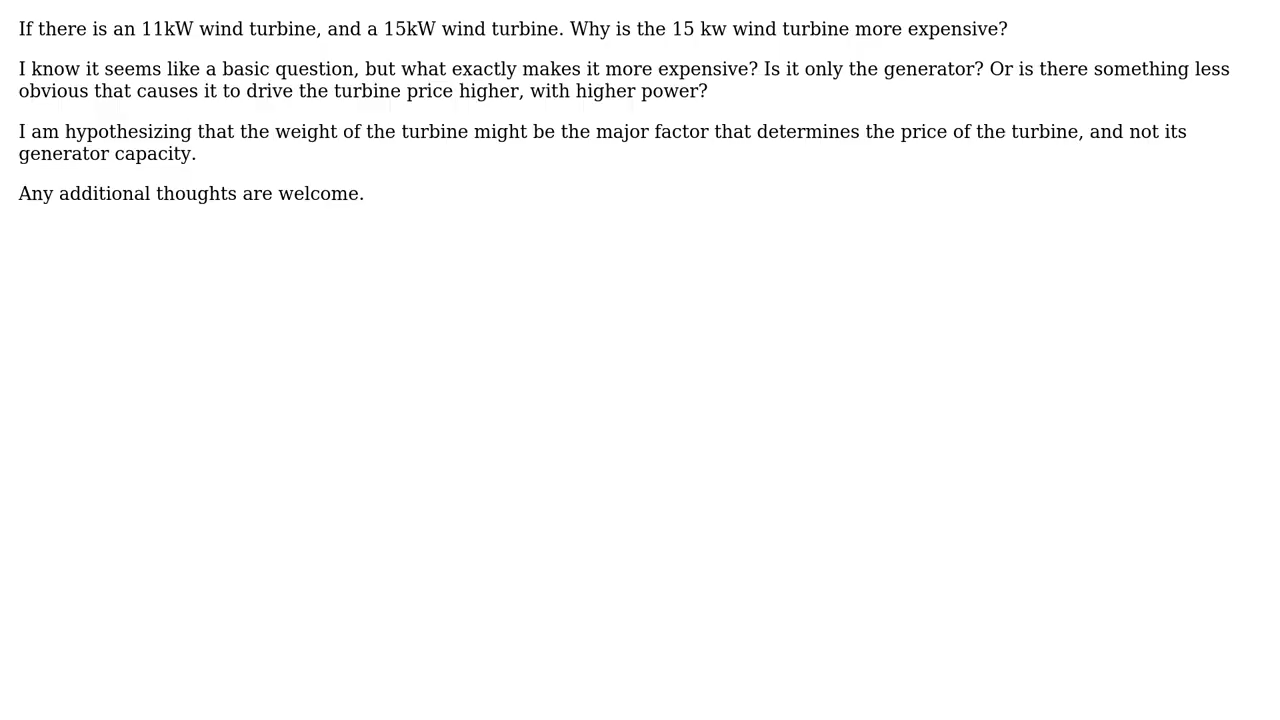 If there is an 11kW wind turbine, and a 15kW wind turbine. Why is the 15 kw wind turbine more expensive?
I know it seems like a basic question, but what exactly makes it more expensive? Is it only the generator? Or is there something less
obvious that causes it to drive the turbine price higher, with higher power?
I am hypothesizing that the weight of the turbine might be the major factor that determines the price of the turbine, and not its
generator capacity.
Any additional thoughts are welcome.